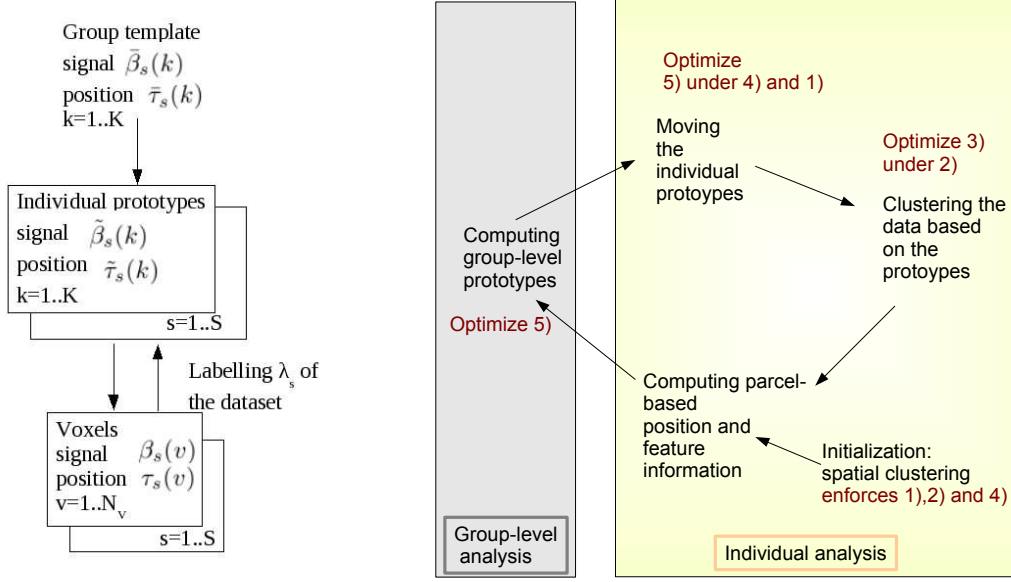 Group template
signal β̄ₛ(k)
position τ̄ₛ(k)
k=1..K
Individual prototypes
signal β̃ₛ(k)
position τ̃ₛ(k)
k=1..K
s=1..S
Labelling λₛ of
the dataset
Voxels
signal βₛ(v)
position τₛ(v)
v=1..Nᵥ
s=1..S
Computing
group-level
prototypes
Optimize 5)
Group-level
analysis
Optimize
5) under 4) and 1)
Moving
the
individual
protoypes
Optimize 3)
under 2)
Clustering the
data based
on the
protoypes
Computing parcel-
based
position and
feature
information
Initialization:
spatial clustering
enforces 1),2) and 4)
Individual analysis